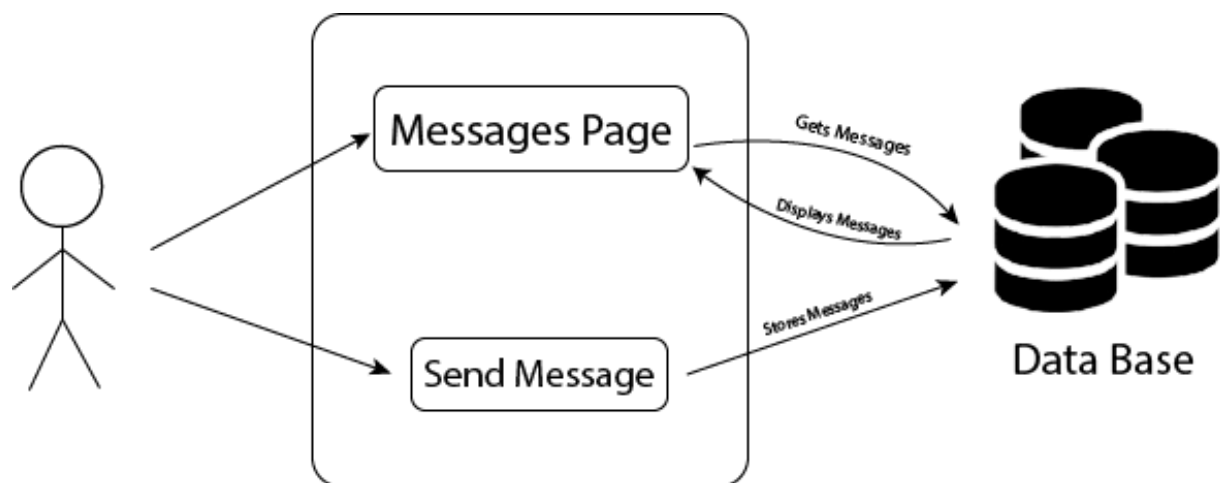 Messages Page
Gets Messages
Displays Messages
Stores Messages
Send Message
Data Base